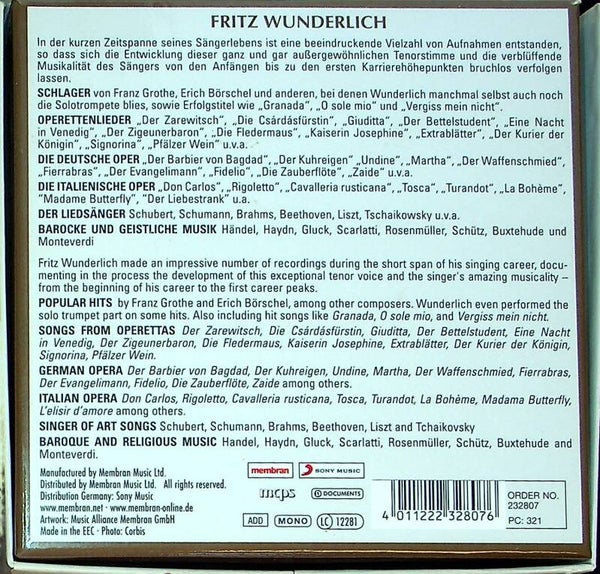 FRITZ WUNDERLICH
In der kurzen Zeitspanne seines Sängerlebens ist eine beeindruckende Vielzahl von Aufnahmen entstanden,
so dass sich die Entwicklung dieser ganz und gar außergewöhnlichen Tenorstimme und die verblüffende
Musikalität des Sängers von den Anfängen bis zu den ersten Karrierehöhepunkten bruchlos verfolgen
lassen.
SCHLAGER von Franz Grothe, Erich Börschel und anderen, bei denen Wunderlich manchmal selbst auch noch
die Solotrompete blies, sowie Erfolgstitel wie „Granada", „O sole mio" und „Vergiss mein nicht".
OPERETTENLIEDER „Der Zarewitsch", „Die Csárdásfürstin", „Giuditta", „Der Bettelstudent", „Eine Nacht
in Venedig", „Der Zigeunerbaron", „Die Fledermaus", „Kaiserin Josephine", „Extrablätter", „Der Kurier der
Königin", „Signorina", „Pfälzer Wein" u.v.a.
DIE DEUTSCHE OPER „Der Barbier von Bagdad", „Der Kuhreigen" „Undine", „Martha", „Der Waffenschmied",
„Fierrabras", „Der Evangelimann", „Fidelio", „Die Zauberflöte", „Zaide" u.v.a.
DIE ITALIENISCHE OPER „Don Carlos", „Rigoletto", „Cavalleria rusticana", „Tosca", „Turandot", „La Bohème",
"Madame Butterfly", "Der Liebestrank" u.a.
DER LIEDSÄNGER Schubert, Schumann, Brahms, Beethoven, Liszt, Tschaikowsky u.v.a.
BAROCKE UND GEISTLICHE MUSIK Händel, Haydn, Gluck, Scarlatti, Rosenmüller, Schütz, Buxtehude und
Monteverdi
Fritz Wunderlich made an impressive number of recordings during the short span of his singing career, docu-
menting in the process the development of this exceptional tenor voice and the singer's amazing musicality –
from the beginning of his career to the first career peaks.
POPULAR HITS by Franz Grothe and Erich Börschel, among other composers. Wunderlich even performed the
solo trumpet part on some hits. Also including hit songs like Granada, O sole mio, and Vergiss mein nicht.
SONGS FROM OPERETTAS Der Zarewitsch, Die Csárdásfürstin, Giuditta, Der Bettelstudent, Eine Nacht
in Venedig, Der Zigeunerbaron, Die Fledermaus, Kaiserin Josephine, Extrablätter, Der Kurier der Königin,
Signorina, Pfälzer Wein.
GERMAN OPERA Der Barbier von Bagdad, Der Kuhreigen, Undine, Martha, Der Waffenschmied, Fierrabras,
Der Evangelimann, Fidelio, Die Zauberflöte, Zaide among others.
ITALIAN OPERA Don Carlos, Rigoletto, Cavalleria rusticana, Tosca, Turandot, La Bohème, Madama Butterfly,
L'elisir d'amore among others.
SINGER OF ART SONGS Schubert, Schumann, Brahms, Beethoven, Liszt and Tchaikovsky
BAROQUE AND RELIGIOUS MUSIC Handel, Haydn, Gluck, Scarlatti, Rosenmüller, Schütz, Buxtehude and
Monteverdi.
Manufactured by Membran Music Ltd.
Distributed by Membran Music Ltd. All rights reserved.
Distribution Germany: Sony Music
www.membran.net - www.membran-online.de
Artwork: Music Alliance Membran GmbH
Made in the EEC · Photo: Corbis
membran
SONY MUSIC
mcps
DOCUMENTS
ADD
MONO
LC 12281
4 011222 328076
ORDER NO.
232807
PC: 321